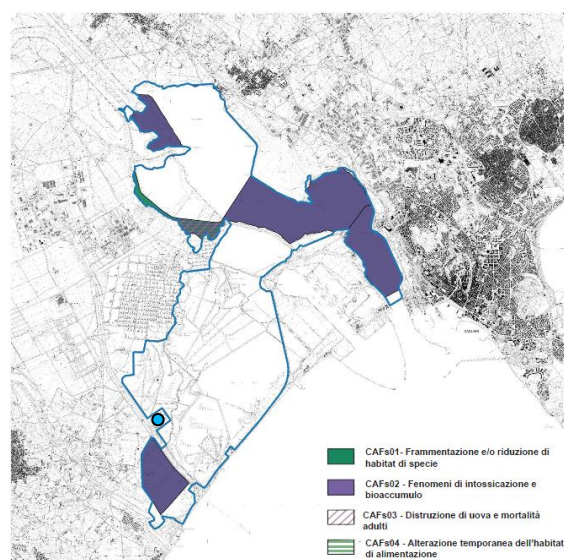 CAGLIARI
CAFs01- Frammentazione e/o riduzione di
habitat di specie
CAFs02 - Fenomeni di intossicazione e
bioaccumulo
CAFs03 - Distruzione di uova e mortalità
adulti
CAFs04 - Alterazione temporanea dell'habitat
di alimentazione